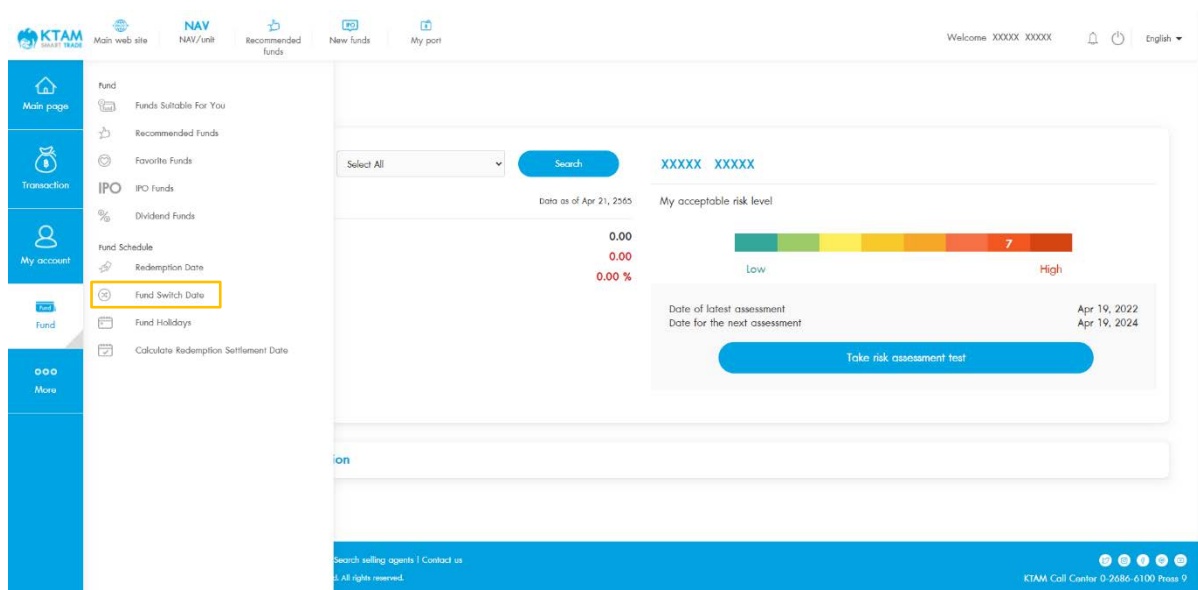 KTAM
SMART TRADE
Main web site
NAV
NAV/unit
Recommended
funds
IPO
New funds
My port
Welcome XXXXX XXXXX
English
Main page
Transaction
My account
Fund
Fund
More
Fund
Funds Suitable For You
Recommended Funds
Favorite Funds
IPO IPO Funds
Dividend Funds
Fund Schedule
Redemption Date
Fund Switch Date
Fund Holidays
Calculate Redemption Settlement Date
Select All
Search
Data as of Apr 21, 2565
0.00
0.00
0.00 %
XXXXX XXXXX
My acceptable risk level
7
Low High
Date of latest assessment Apr 19, 2022
Date for the next assessment Apr 19, 2024
Take risk assessment test
ion
Search selling agents | Contact us
d. All rights reserved.
KTAM Call Center 0-2686-6100 Press 9